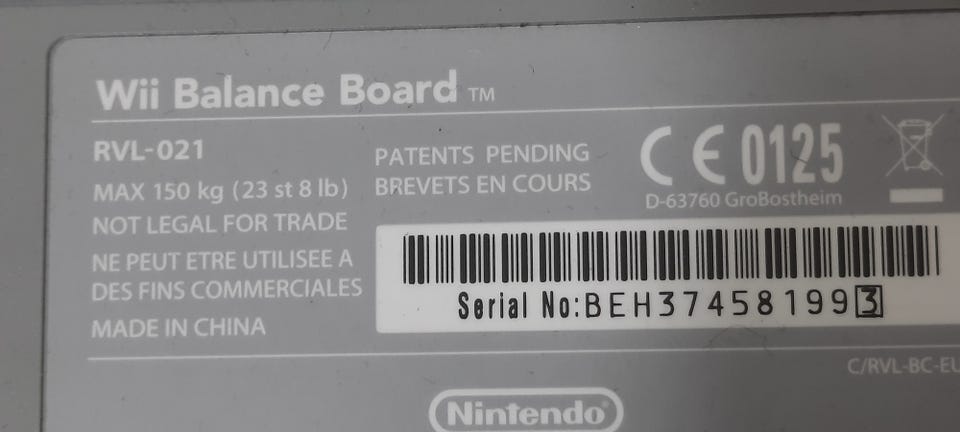 Wii Balance Board TM
RVL-021
MAX 150 kg (23 st 8 lb)
NOT LEGAL FOR TRADE
NE PEUT ETRE UTILISEE A
DES FINS COMMERCIALES
MADE IN CHINA
PATENTS PENDING
BREVETS EN COURS
CE 0125
D-63760 GroBostheim
Serial No:BEH374581993
C/RVL-BC-EU
Nintendo